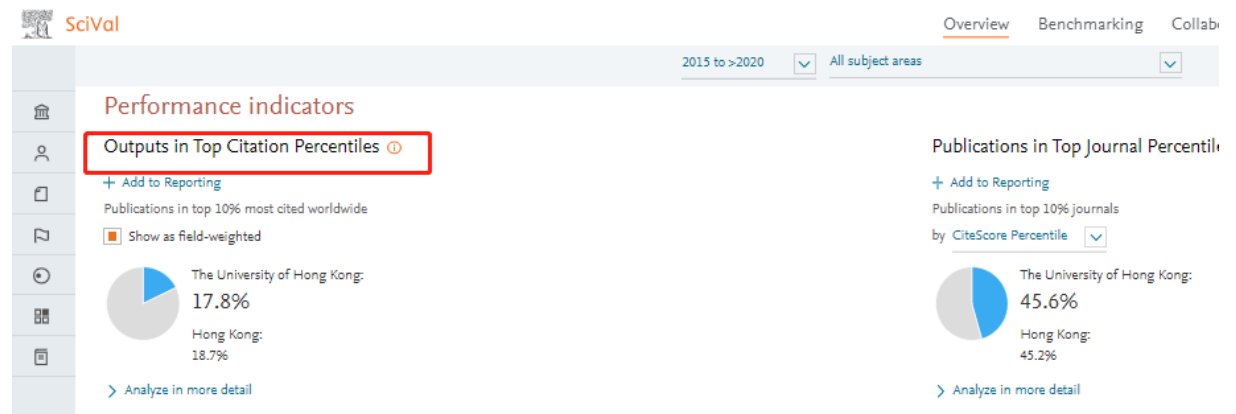 SciVal
Overview Benchmarking Collab
2015 to >2020 All subject areas
Performance indicators
Outputs in Top Citation Percentiles
+ Add to Reporting
Publications in top 10% most cited worldwide
Show as field-weighted
The University of Hong Kong:
17.8%
Hong Kong:
18.7%
Analyze in more detail
Publications in Top Journal Percentil
+ Add to Reporting
Publications in top 10% journals
by CiteScore Percentile
The University of Hong Kong:
45.6%
Hong Kong:
45.2%
Analyze in more detail